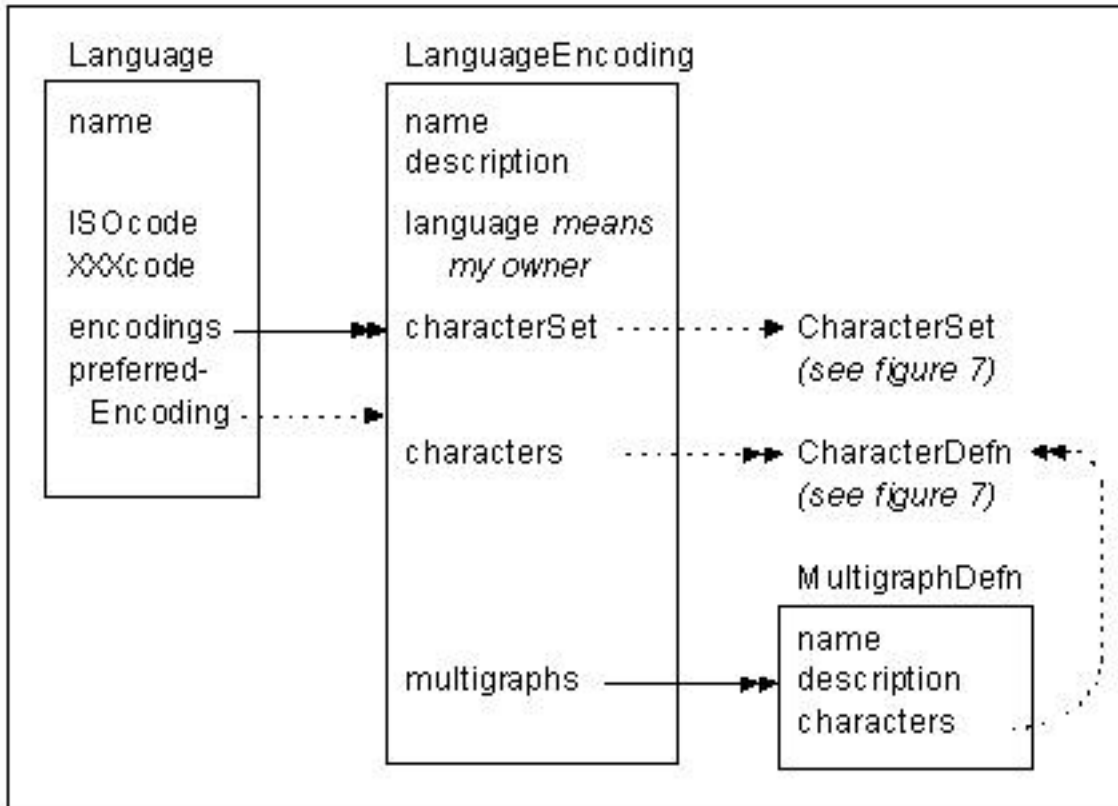 Language
name
ISOcode
XXXcode
encodings
preferred-
Encoding
LanguageEncoding
name
description
language means
my owner
characterSet
characters
multigraphs
CharacterSet
(see figure 7)
CharacterDefn
(see figure 7)
MultigraphDefn
name
description
characters